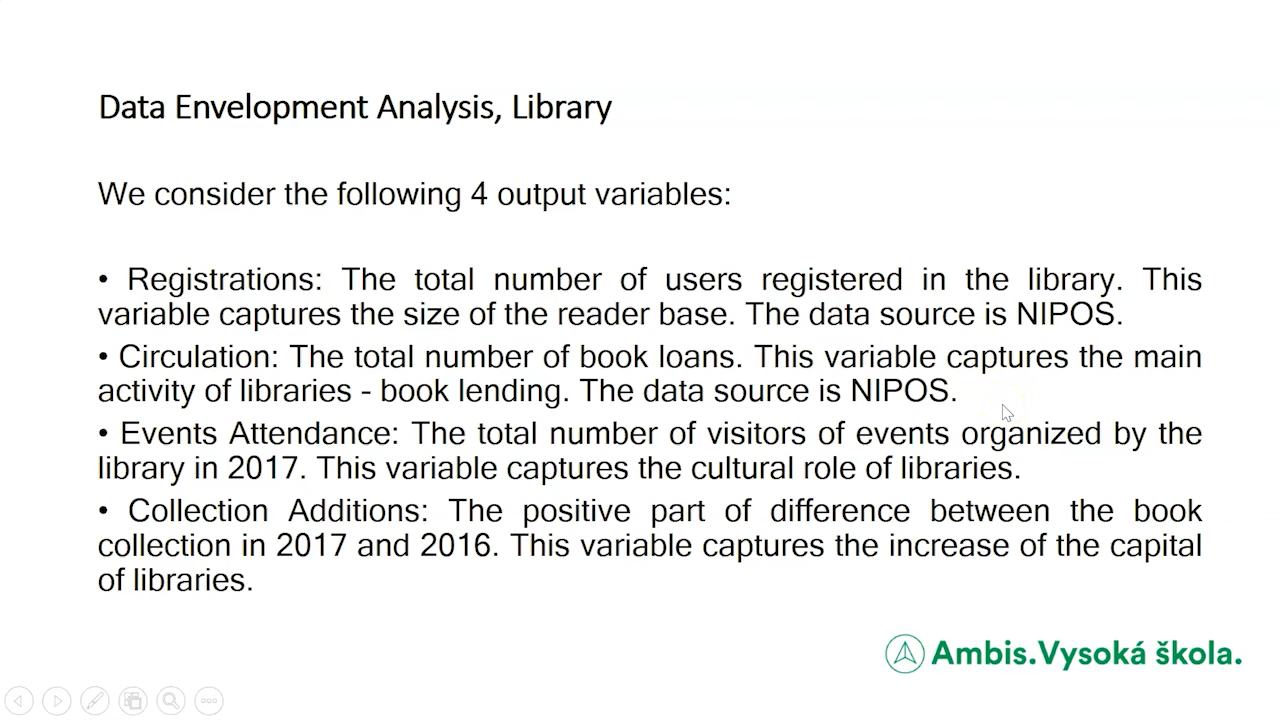 Data Envelopment Analysis, Library
We consider the following 4 output variables:
• Registrations: The total number of users registered in the library. This
variable captures the size of the reader base. The data source is NIPOS.
• Circulation: The total number of book loans. This variable captures the main
activity of libraries - book lending. The data source is NIPOS.
• Events Attendance: The total number of visitors of events organized by the
library in 2017. This variable captures the cultural role of libraries.
• Collection Additions: The positive part of difference between the book
collection in 2017 and 2016. This variable captures the increase of the capital
of libraries.
Ambis.Vysoká škola.